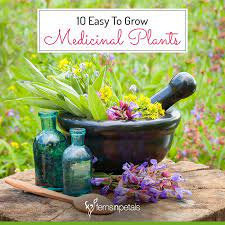 10 Easy To Grow
Medicinal Plants
fernsnpetals